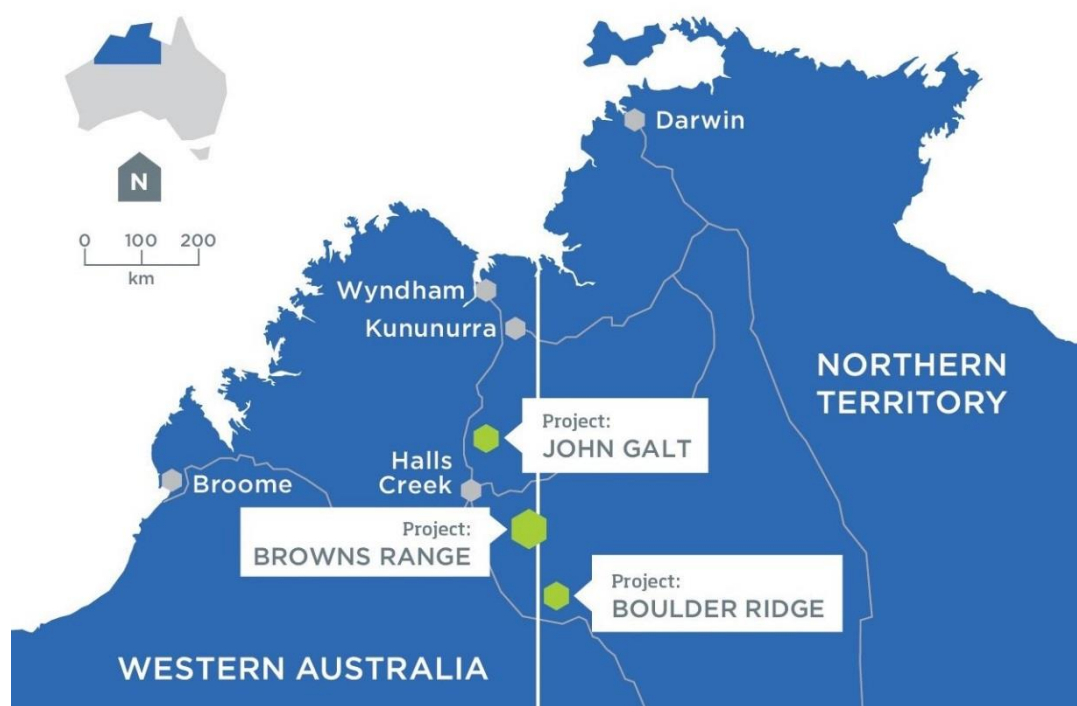 N
0 100 200
km
Darwin
Wyndham
Kununurra
NORTHERN
TERRITORY
Project:
JOHN GALT
Halls
Creek
Broome
Project:
BROWNS RANGE
Project:
BOULDER RIDGE
WESTERN AUSTRALIA